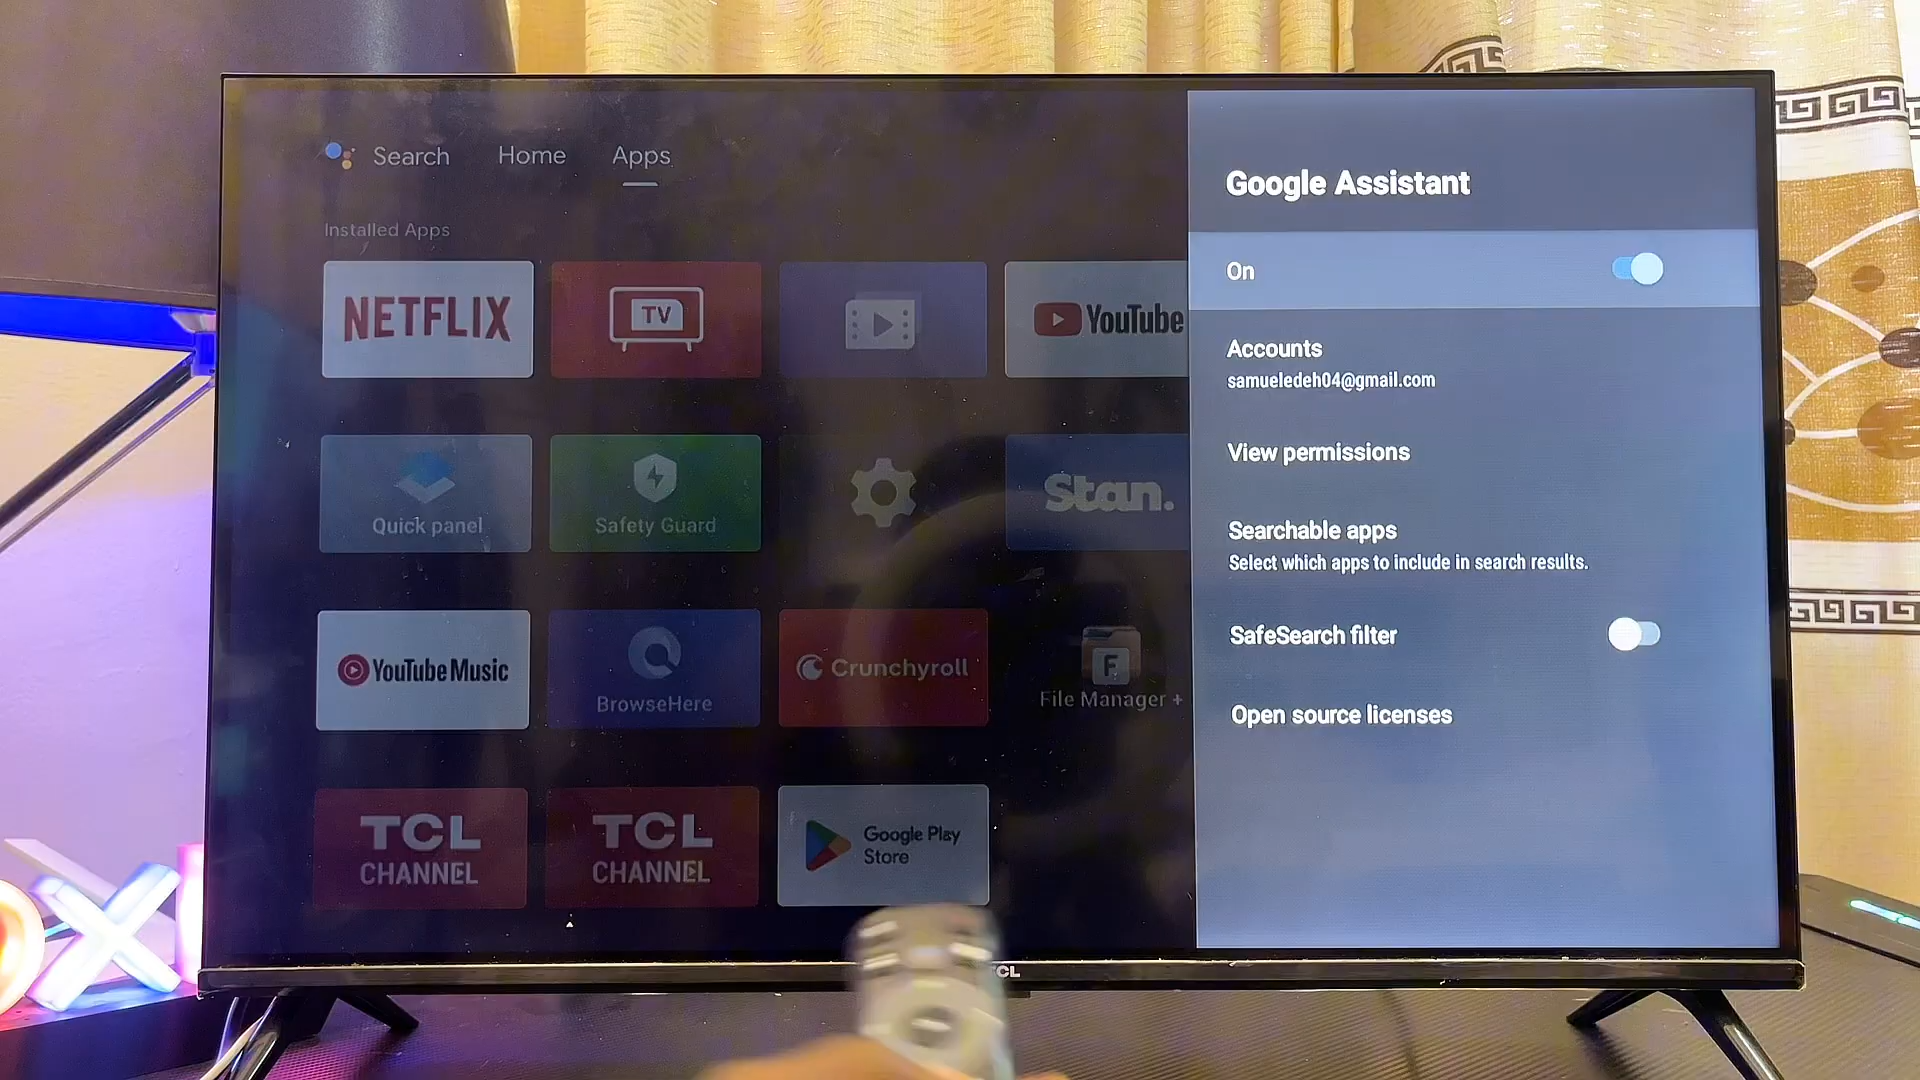 Search Home Apps
Installed Apps
NETFLIX
TV
YouTube
Quick panel
Safety Guard
Stan.
YouTube Music
BrowseHere
Crunchyroll
F
File Manager +
TCL
CHANNEL
TCL
CHANNEL
Google Play
Store
Google Assistant
On
Accounts
samueledeh04@gmail.com
View permissions
Searchable apps
Select which apps to include in search results.
SafeSearch filter
Open source licenses
TCL